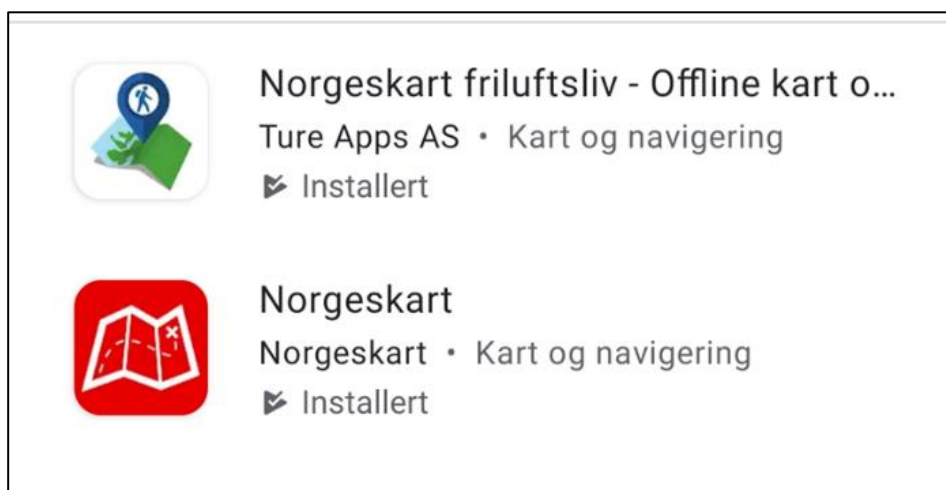 Norgeskart friluftsliv - Offline kart o...
Ture Apps AS • Kart og navigering
Installert
Norgeskart
Norgeskart • Kart og navigering
Installert